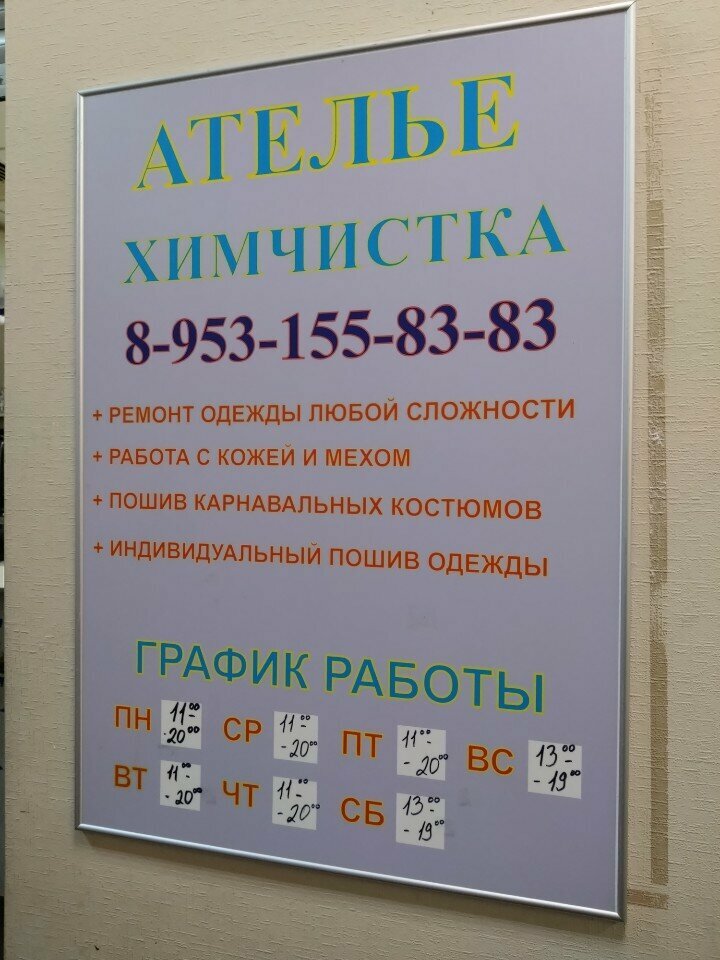 АТЕЛЬЕ
ХИМЧИСТКА
8-953-155-83-83
+ РЕМОНТ ОДЕЖДЫ ЛЮБОЙ СЛОЖНОСТИ
+ РАБОТА С КОЖЕЙ И МЕХОМ
+ ПОШИВ КАРНАВАЛЬНЫХ КОСТЮМОВ
+ ИНДИВИДУАЛЬНЫЙ ПОШИВ ОДЕЖДЫ
ГРАФИК РАБОТЫ
ПН 11⁰⁰-20⁰⁰ СР 11⁰⁰-20⁰⁰ ПТ 11⁰⁰-20⁰⁰ ВС 13⁰⁰-19⁰⁰
ВТ 11⁰⁰-20⁰⁰ ЧТ 11⁰⁰-20⁰⁰ СБ 13⁰⁰-19⁰⁰